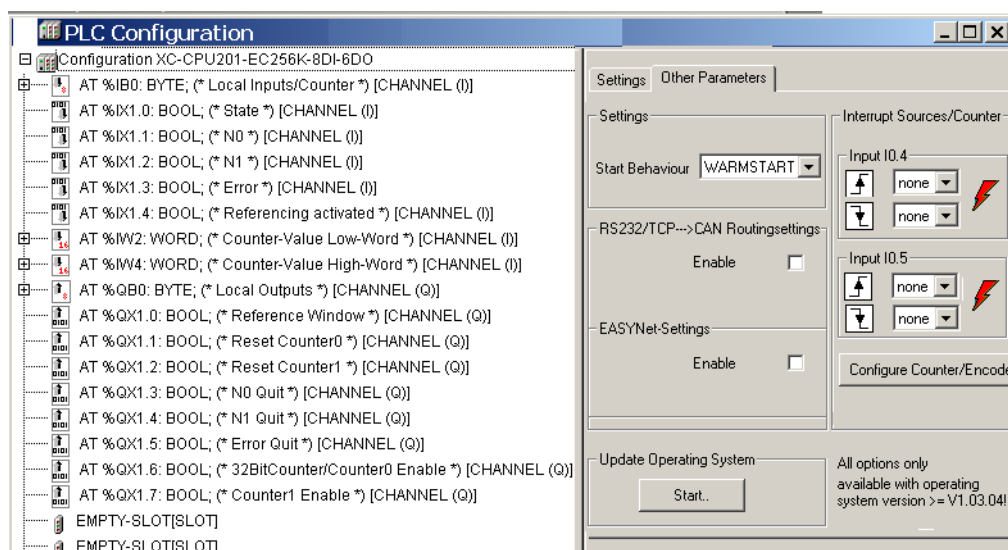 PLC Configuration
Configuration XC-CPU201-EC256K-8DI-6DO
AT %IB0: BYTE; (* Local Inputs/Counter *) [CHANNEL (I)]
AT %IX1.0: BOOL; (* State *) [CHANNEL (I)]
AT %IX1.1: BOOL; (* N0 *) [CHANNEL (I)]
AT %IX1.2: BOOL; (* N1 *) [CHANNEL (I)]
AT %IX1.3: BOOL; (* Error *) [CHANNEL (I)]
AT %IX1.4: BOOL; (* Referencing activated *) [CHANNEL (I)]
AT %IW2: WORD; (* Counter-Value Low-Word *) [CHANNEL (I)]
AT %IW4: WORD; (* Counter-Value High-Word *) [CHANNEL (I)]
AT %QB0: BYTE; (* Local Outputs *) [CHANNEL (Q)]
AT %QX1.0: BOOL; (* Reference Window *) [CHANNEL (Q)]
AT %QX1.1: BOOL; (* Reset Counter0 *) [CHANNEL (Q)]
AT %QX1.2: BOOL; (* Reset Counter1 *) [CHANNEL (Q)]
AT %QX1.3: BOOL; (* N0 Quit *) [CHANNEL (Q)]
AT %QX1.4: BOOL; (* N1 Quit *) [CHANNEL (Q)]
AT %QX1.5: BOOL; (* Error Quit *) [CHANNEL (Q)]
AT %QX1.6: BOOL; (* 32BitCounter/Counter0 Enable *) [CHANNEL (Q)]
AT %QX1.7: BOOL; (* Counter1 Enable *) [CHANNEL (Q)]
EMPTY-SLOT[SLOT]
EMPTY-SLOT[SLOT]
Settings
Other Parameters
Settings
Start Behaviour WARMSTART
RS232/TCP--->CAN Routingsettings
Enable
EASYNet-Settings
Enable
Update Operating System
Start..
Interrupt Sources/Counter
Input I0.4
none
none
Input I0.5
none
none
Configure Counter/Encode
All options only
available with operating
system version >= V1.03.04!